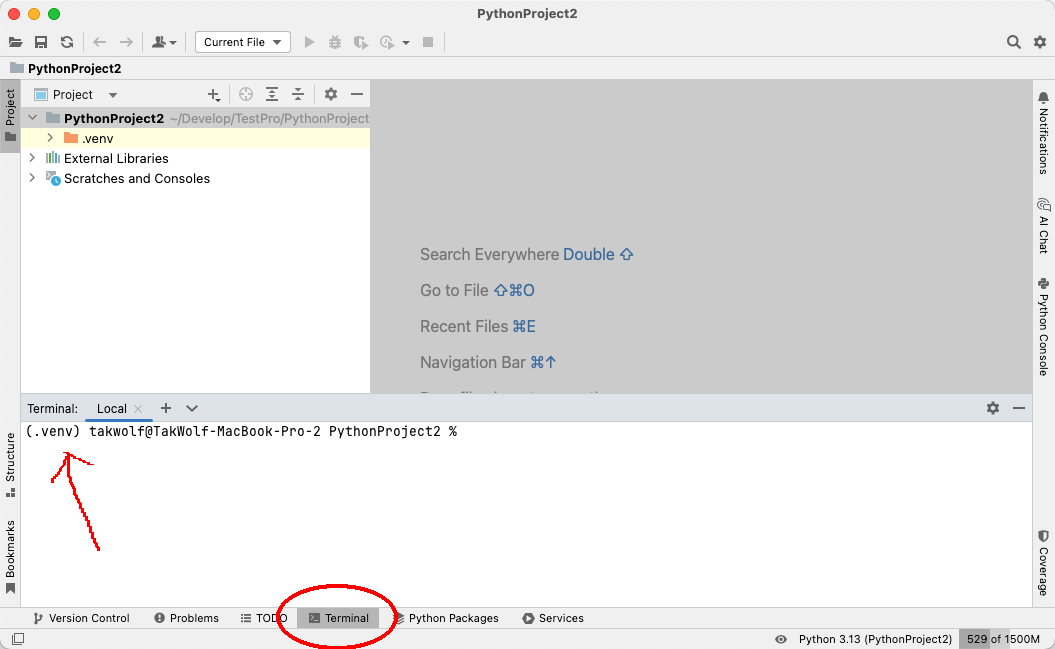 PythonProject2
Current File
PythonProject2
Project
Project
PythonProject2 ~/Develop/TestPro/PythonProject
.venv
External Libraries
Scratches and Consoles
Search Everywhere Double ⇧
Go to File ⇧⌘O
Recent Files ⌘E
Navigation Bar ⌘↑
Notifications
AI Chat
Python Console
Terminal: Local
(.venv) takwolf@TakWolf-MacBook-Pro-2 PythonProject2 %
Structure
Bookmarks
Coverage
Version Control Problems TODO Terminal Python Packages Services
Python 3.13 (PythonProject2) 529 of 1500M